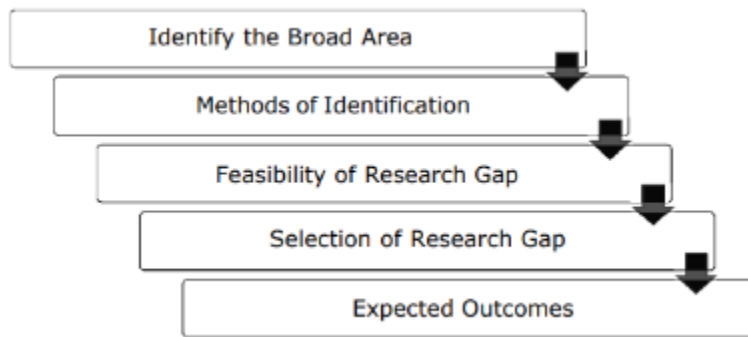 Identify the Broad Area
Methods of Identification
Feasibility of Research Gap
Selection of Research Gap
Expected Outcomes